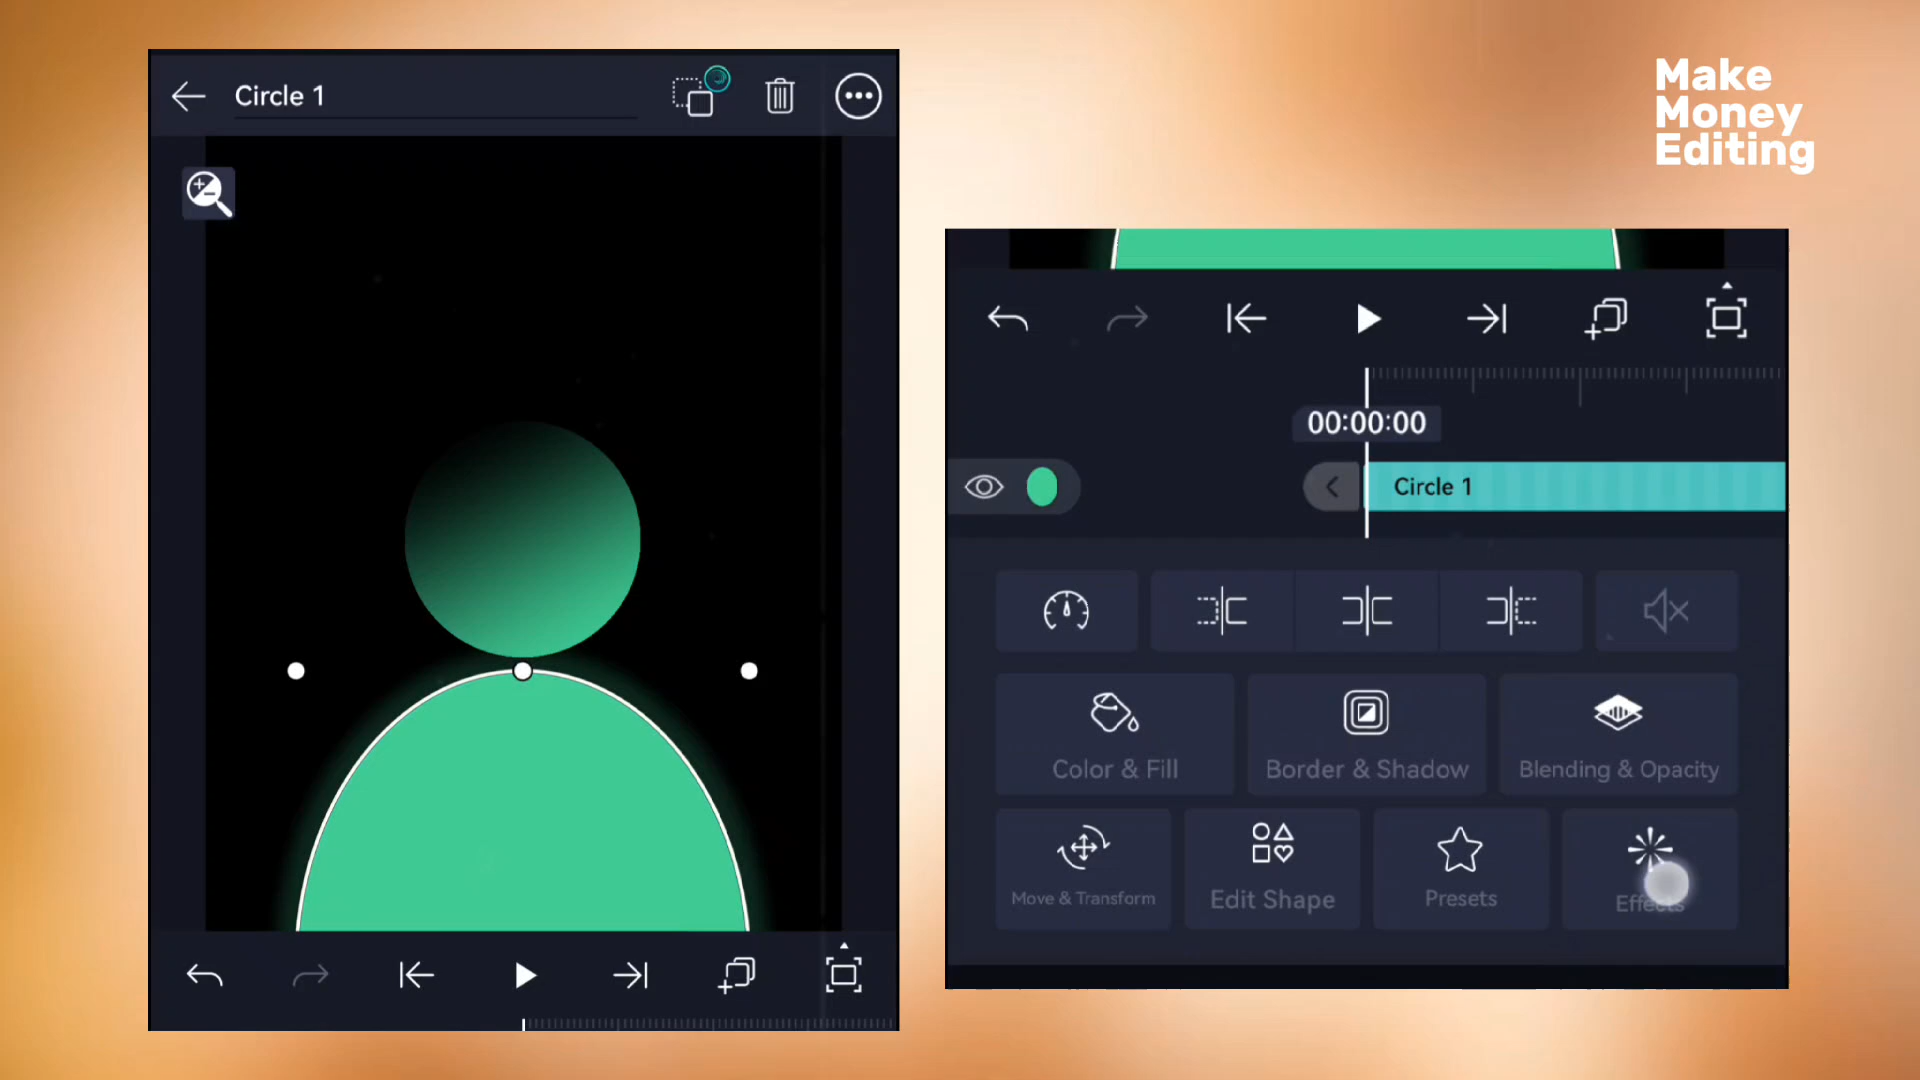 Circle 1
Make
Money
Editing
00:00:00
Circle 1
Color & Fill
Border & Shadow
Blending & Opacity
Move & Transform
Edit Shape
Presets
Effects